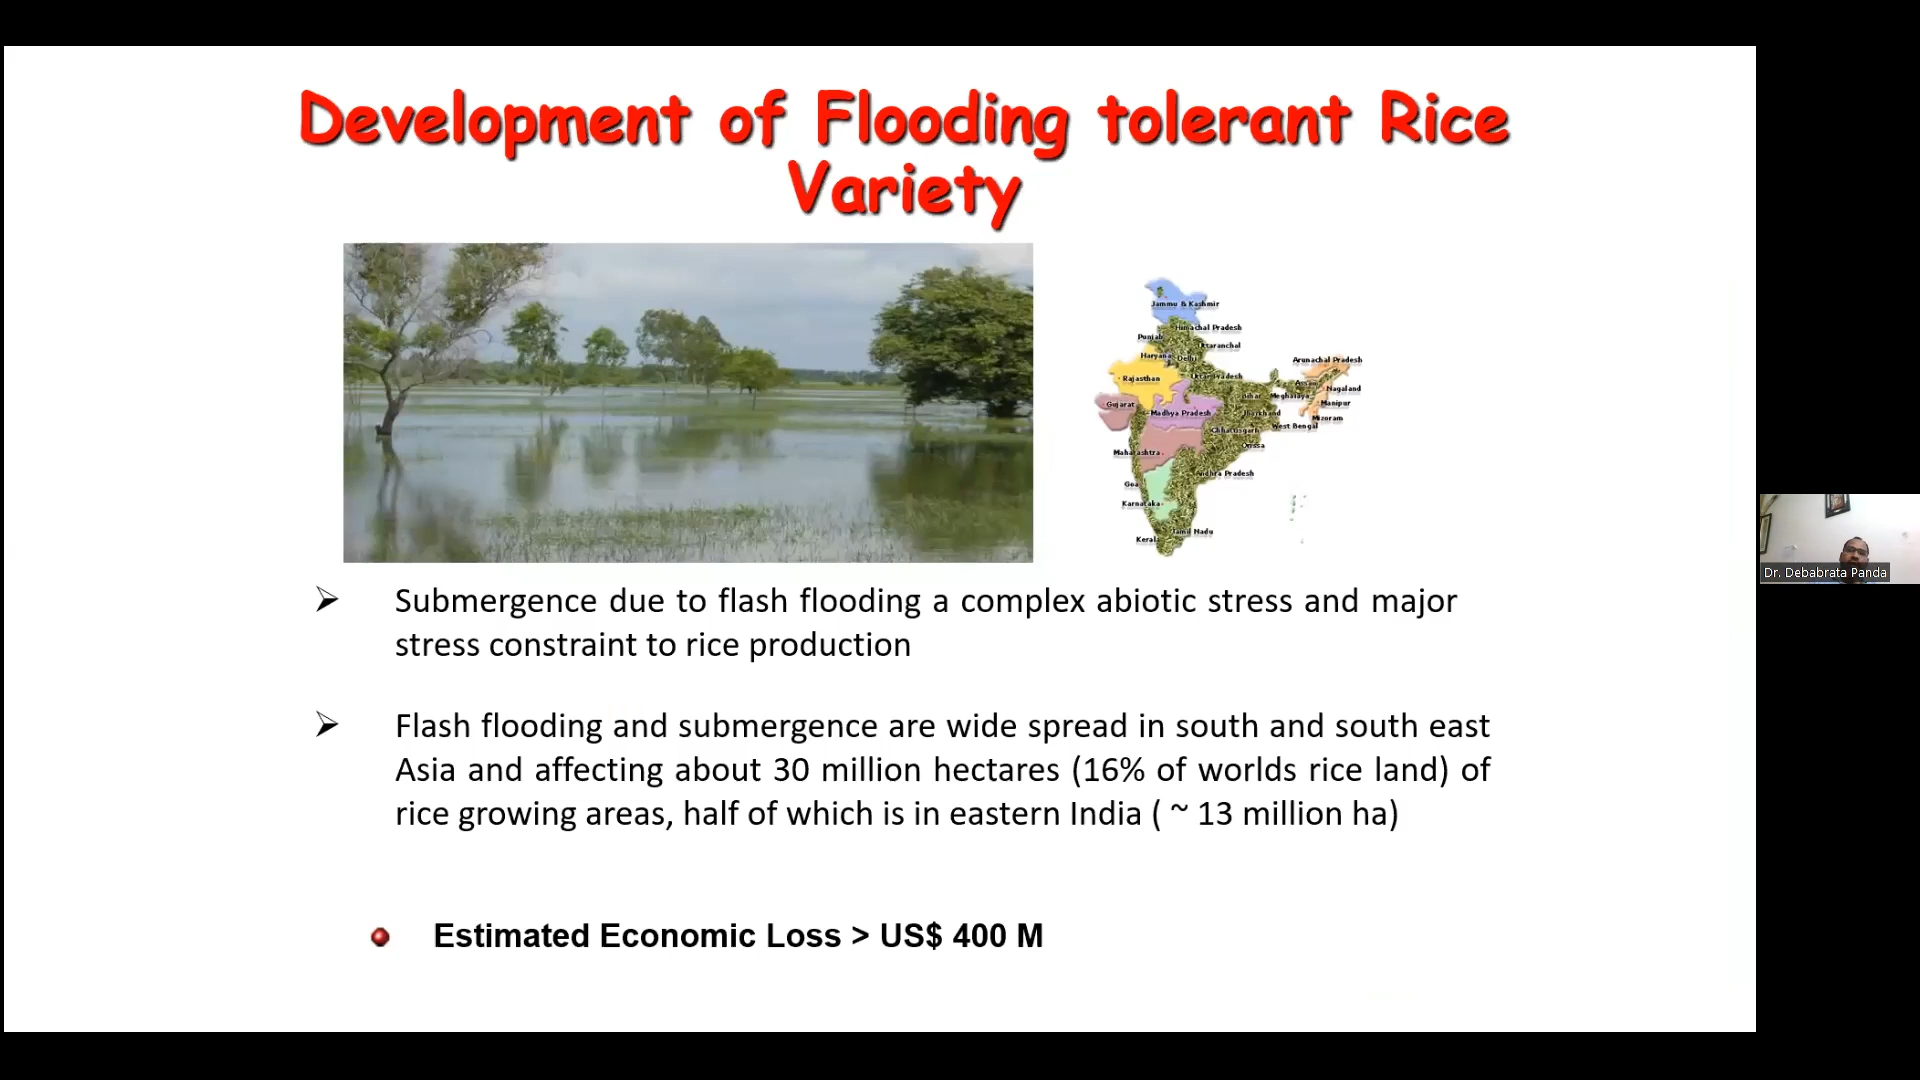 Development of Flooding tolerant Rice
Variety
Jammu & Kashmir
Himachal Pradesh
Punjab
Uttaranchal
Haryana
Delhi
Arunachal Pradesh
Rajasthan
Uttar Pradesh
Assam
Nagaland
Bihar
Meghalaya
Gujarat
Manipur
Madhya Pradesh
Jharkhand
Mizoram
West Bengal
Chhattisgarh
Orissa
Maharashtra
Andhra Pradesh
Goa
Karnataka
Tamil Nadu
Kerala
➢ Submergence due to flash flooding a complex abiotic stress and major
stress constraint to rice production
➢ Flash flooding and submergence are wide spread in south and south east
Asia and affecting about 30 million hectares (16% of worlds rice land) of
rice growing areas, half of which is in eastern India ( ~ 13 million ha)
Estimated Economic Loss > US$ 400 M
Dr. Debabrata Panda